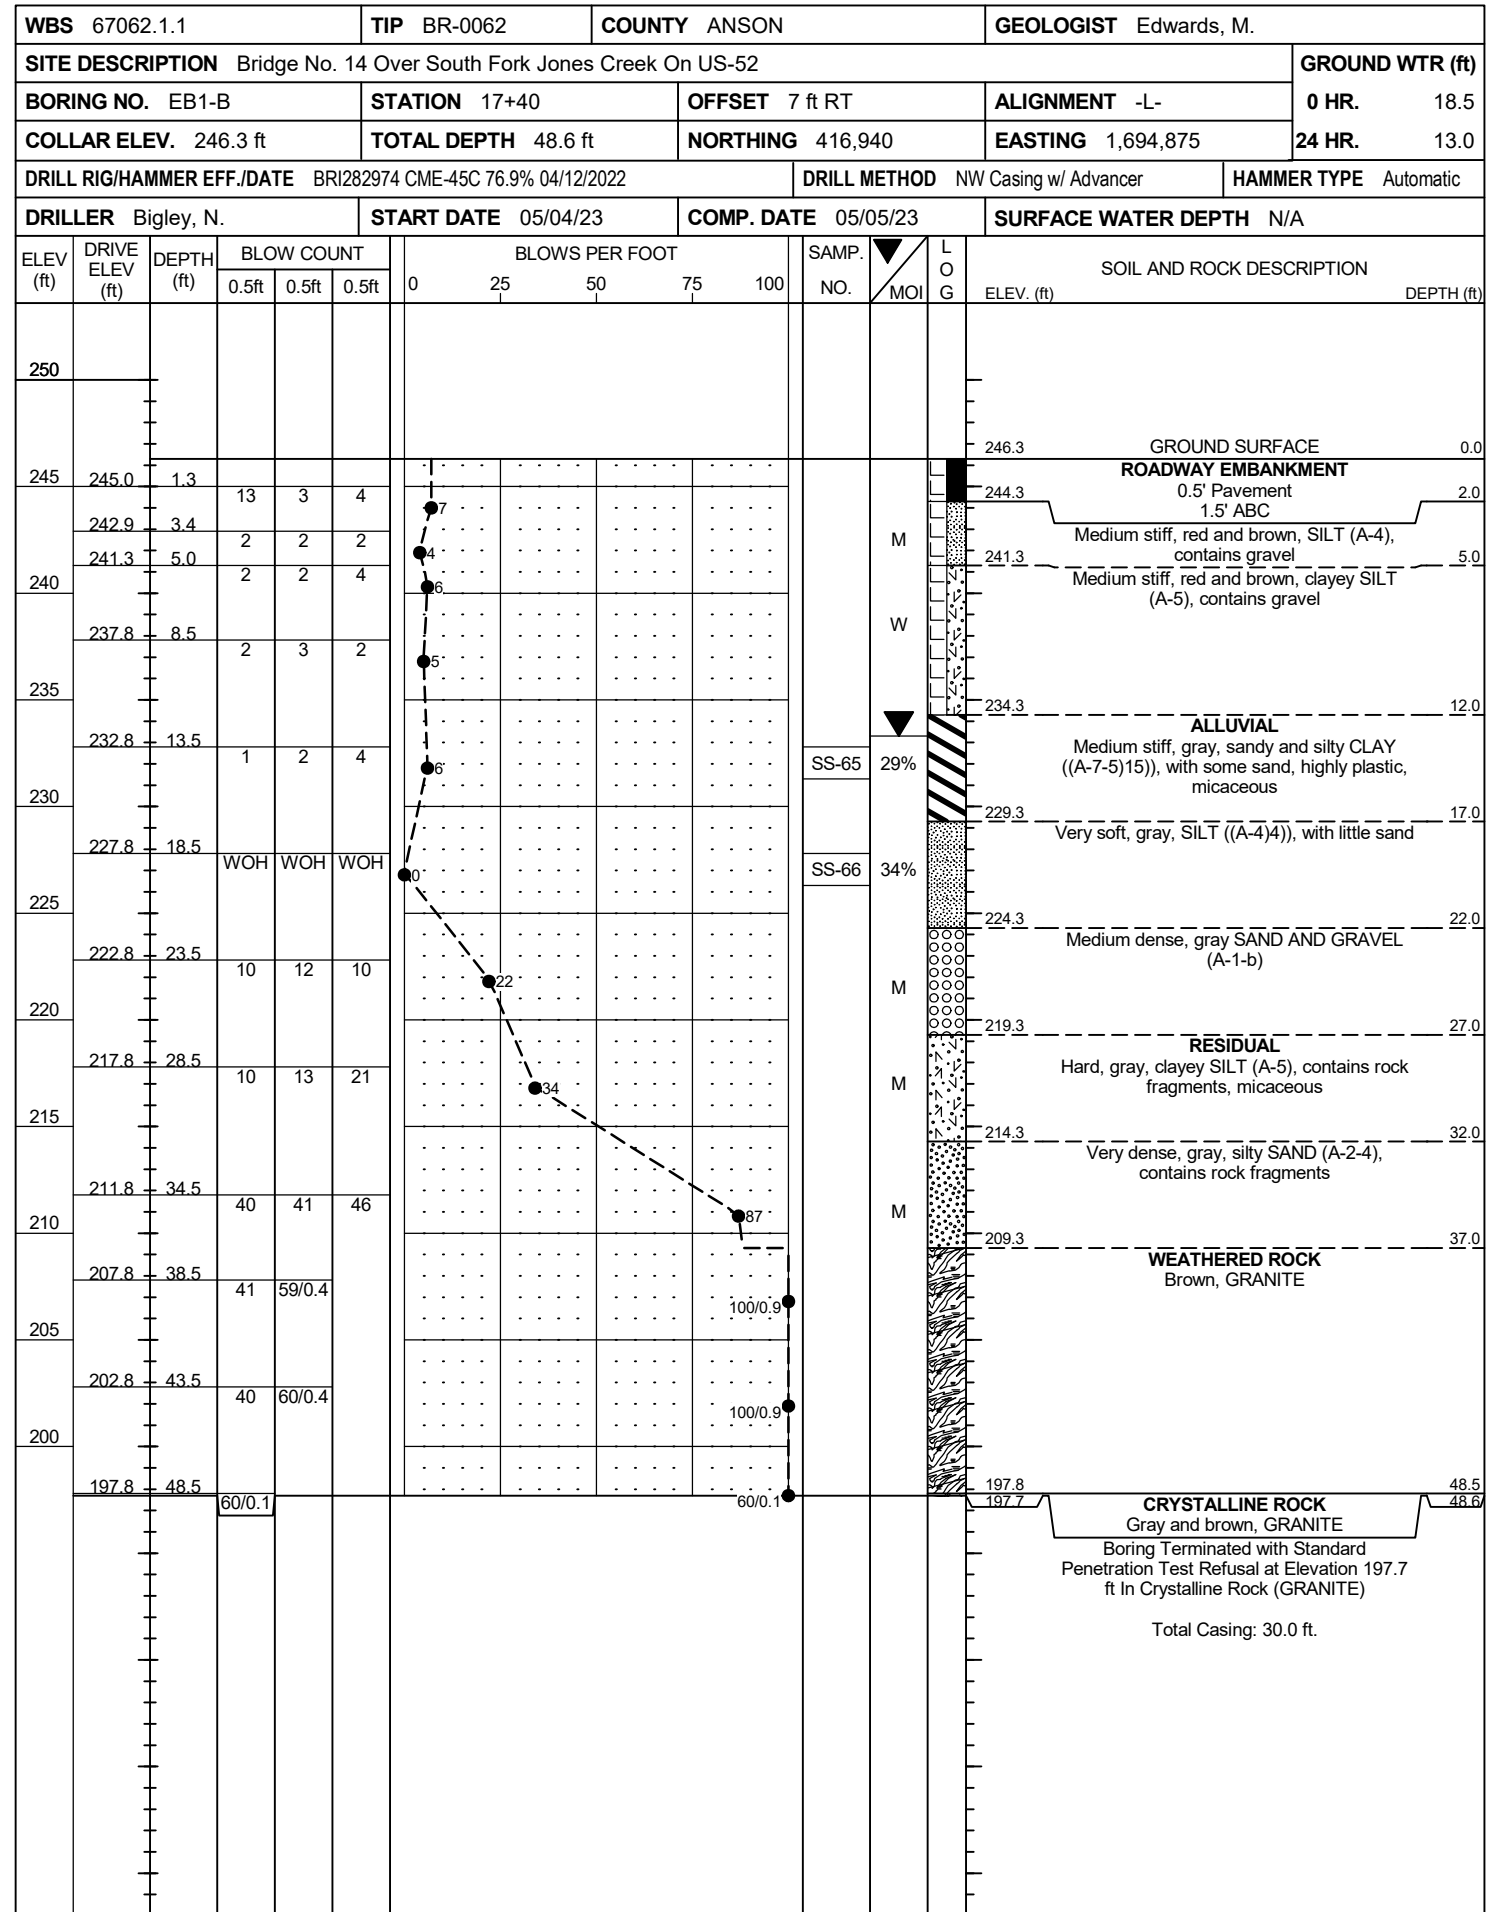 WBS 67062.1.1 TIP BR-0062 COUNTY ANSON GEOLOGIST Edwards, M.
SITE DESCRIPTION Bridge No. 14 Over South Fork Jones Creek On US-52 GROUND WTR (ft)
BORING NO. EB1-B STATION 17+40 OFFSET 7 ft RT ALIGNMENT -L- 0 HR. 18.5
COLLAR ELEV. 246.3 ft TOTAL DEPTH 48.6 ft NORTHING 416,940 EASTING 1,694,875 24 HR. 13.0
DRILL RIG/HAMMER EFF./DATE BRI282974 CME-45C 76.9% 04/12/2022 DRILL METHOD NW Casing w/ Advancer HAMMER TYPE Automatic
DRILLER Bigley, N. START DATE 05/04/23 COMP. DATE 05/05/23 SURFACE WATER DEPTH N/A
ELEV (ft) DRIVE ELEV (ft) DEPTH (ft) BLOW COUNT BLOWS PER FOOT SAMP. NO. MOI LOG SOIL AND ROCK DESCRIPTION
0.5ft 0.5ft 0.5ft 0 25 50 75 100 ELEV. (ft) DEPTH (ft)
250
246.3 GROUND SURFACE 0.0
ROADWAY EMBANKMENT
245 245.0 1.3
0.5' Pavement
13 3 4 7 244.3 2.0
1.5' ABC
242.9 3.4
Medium stiff, red and brown, SILT (A-4),
2 2 2 4 M
contains gravel
241.3 5.0 241.3 5.0
2 2 4 6
Medium stiff, red and brown, clayey SILT
240
(A-5), contains gravel
W
237.8 8.5
2 3 2 5
235
234.3 12.0
ALLUVIAL
232.8 13.5
Medium stiff, gray, sandy and silty CLAY
1 2 4 6 SS-65 29%
((A-7-5)15)), with some sand, highly plastic,
micaceous
230
229.3 17.0
Very soft, gray, SILT ((A-4)4)), with little sand
227.8 18.5
WOH WOH WOH 0 SS-66 34%
225
224.3 22.0
Medium dense, gray SAND AND GRAVEL
222.8 23.5
(A-1-b)
10 12 10 22 M
220
219.3 27.0
RESIDUAL
217.8 28.5
Hard, gray, clayey SILT (A-5), contains rock
10 13 21 34 M
fragments, micaceous
215
214.3 32.0
Very dense, gray, silty SAND (A-2-4),
contains rock fragments
211.8 34.5
40 41 46 87 M
210
209.3 37.0
WEATHERED ROCK
207.8 38.5
Brown, GRANITE
41 59/0.4 100/0.9
205
202.8 43.5
40 60/0.4 100/0.9
200
197.8 48.5 197.8 48.5
60/0.1 60/0.1 197.7 48.6
CRYSTALLINE ROCK
Gray and brown, GRANITE
Boring Terminated with Standard
Penetration Test Refusal at Elevation 197.7
ft In Crystalline Rock (GRANITE)
Total Casing: 30.0 ft.